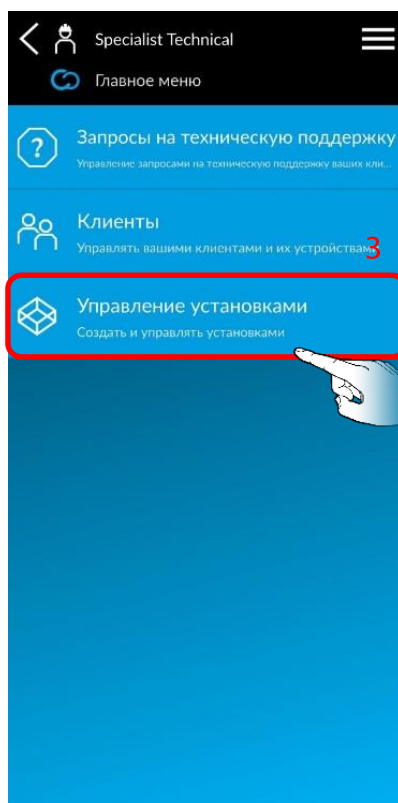 Specialist Technical
Главное меню
Запросы на техническую поддержку
Управление запросами на техническую поддержку ваших кли...
Клиенты
Управлять вашими клиентами и их устройствами
3
Управление установками
Создать и управлять установками